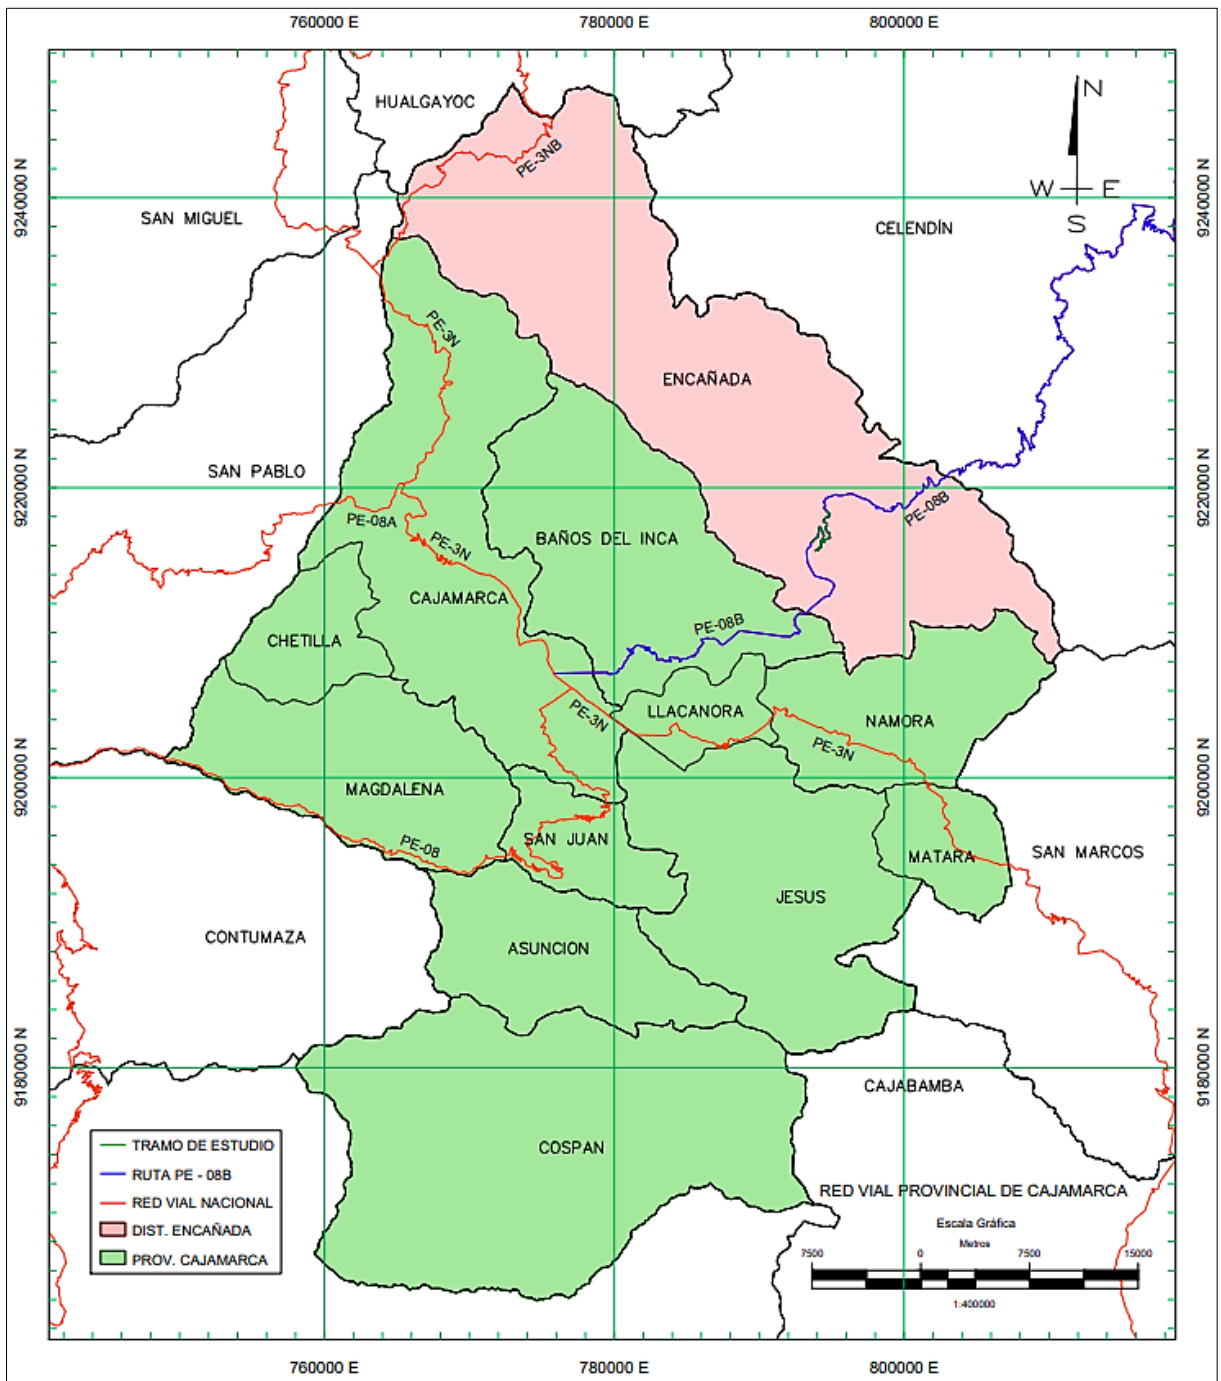 760000 E
780000 E
800000 E
HUALGAYOC
N
W
E
S
PE-3NB
9240000 N
9240000 N
SAN MIGUEL
CELENDÍN
PE-3N
ENCAÑADA
SAN PABLO
9220000 N
9220000 N
PE-08A
PE-3N
BAÑOS DEL INCA
PE-08B
CAJAMARCA
CHETILLA
PE-08B
PE-3N
LLACANORA
NAMORA
PE-3N
9200000 N
9200000 N
MAGDALENA
SAN JUAN
PE-08
MATARA
SAN MARCOS
JESUS
CONTUMAZA
ASUNCION
9180000 N
9180000 N
CAJABAMBA
COSPAN
TRAMO DE ESTUDIO
RUTA PE - 08B
RED VIAL NACIONAL
DIST. ENCAÑADA
PROV. CAJAMARCA
RED VIAL PROVINCIAL DE CAJAMARCA
Escala Gráfica
Metros
7500 0 7500 15000
1:400000
760000 E
780000 E
800000 E